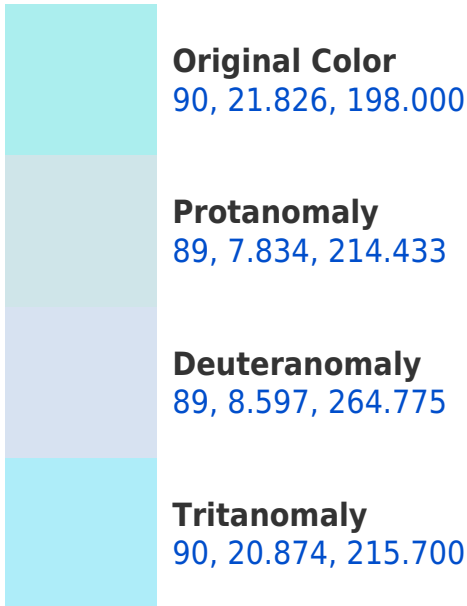 Original Color
90, 21.826, 198.000
Protanomaly
89, 7.834, 214.433
Deuteranomaly
89, 8.597, 264.775
Tritanomaly
90, 20.874, 215.700